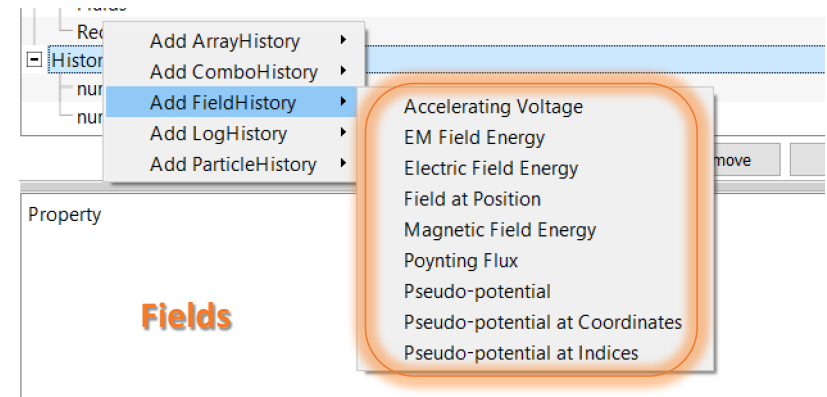 Add ArrayHistory
Add ComboHistory
Add FieldHistory
Add LogHistory
Add ParticleHistory
Accelerating Voltage
EM Field Energy
Electric Field Energy
Field at Position
Magnetic Field Energy
Poynting Flux
Pseudo-potential
Pseudo-potential at Coordinates
Pseudo-potential at Indices
Property
Fields